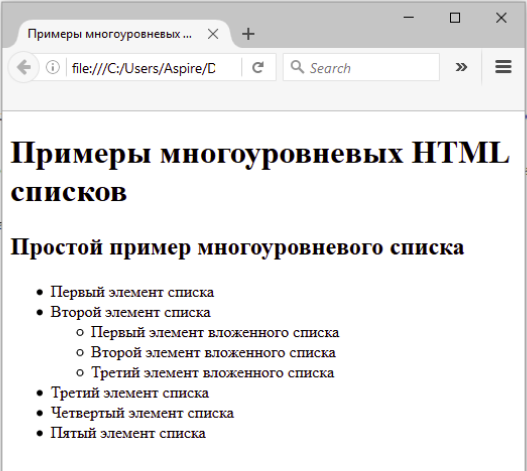 Примеры многоуровневых ...
file:///C:/Users/Aspire/D
Search
Примеры многоуровневых HTML
списков
Простой пример многоуровневого списка
Первый элемент списка
Второй элемент списка
Первый элемент вложенного списка
Второй элемент вложенного списка
Третий элемент вложенного списка
Третий элемент списка
Четвертый элемент списка
Пятый элемент списка